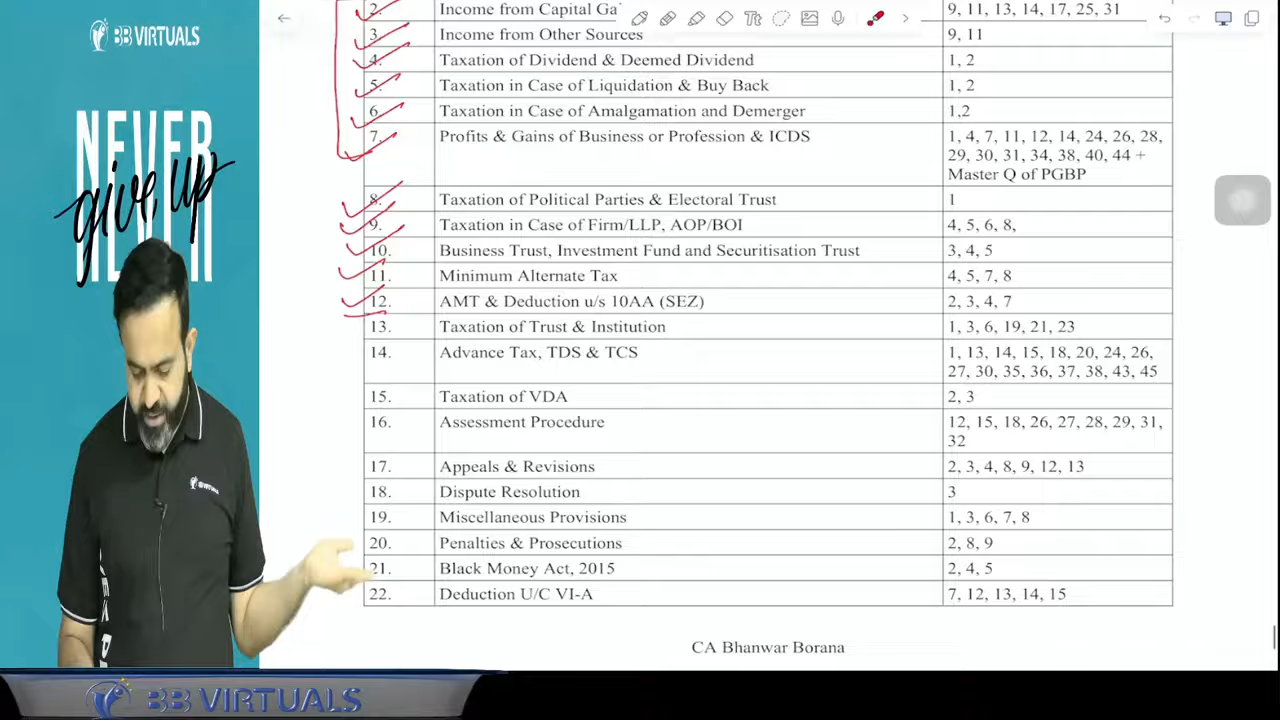 BB VIRTUALS
NEVER
give up
NEVER
BBVIRTUALS
2. Income from Capital Ga 9, 11, 13, 14, 17, 25, 31
3 Income from Other Sources 9, 11
4. Taxation of Dividend & Deemed Dividend 1, 2
5. Taxation in Case of Liquidation & Buy Back 1, 2
6 Taxation in Case of Amalgamation and Demerger 1,2
7. Profits & Gains of Business or Profession & ICDS 1, 4, 7, 11, 12, 14, 24, 26, 28,
29, 30, 31, 34, 38, 40, 44 +
Master Q of PGBP
8. Taxation of Political Parties & Electoral Trust 1
9. Taxation in Case of Firm/LLP, AOP/BOI 4, 5, 6, 8,
10. Business Trust, Investment Fund and Securitisation Trust 3, 4, 5
11. Minimum Alternate Tax 4, 5, 7, 8
12. AMT & Deduction u/s 10AA (SEZ) 2, 3, 4, 7
13. Taxation of Trust & Institution 1, 3, 6, 19, 21, 23
14. Advance Tax, TDS & TCS 1, 13, 14, 15, 18, 20, 24, 26,
27, 30, 35, 36, 37, 38, 43, 45
15. Taxation of VDA 2, 3
16. Assessment Procedure 12, 15, 18, 26, 27, 28, 29, 31,
32
17. Appeals & Revisions 2, 3, 4, 8, 9, 12, 13
18. Dispute Resolution 3
19. Miscellaneous Provisions 1, 3, 6, 7, 8
20. Penalties & Prosecutions 2, 8, 9
21. Black Money Act, 2015 2, 4, 5
22. Deduction U/C VI-A 7, 12, 13, 14, 15
CA Bhanwar Borana
BB VIRTUALS